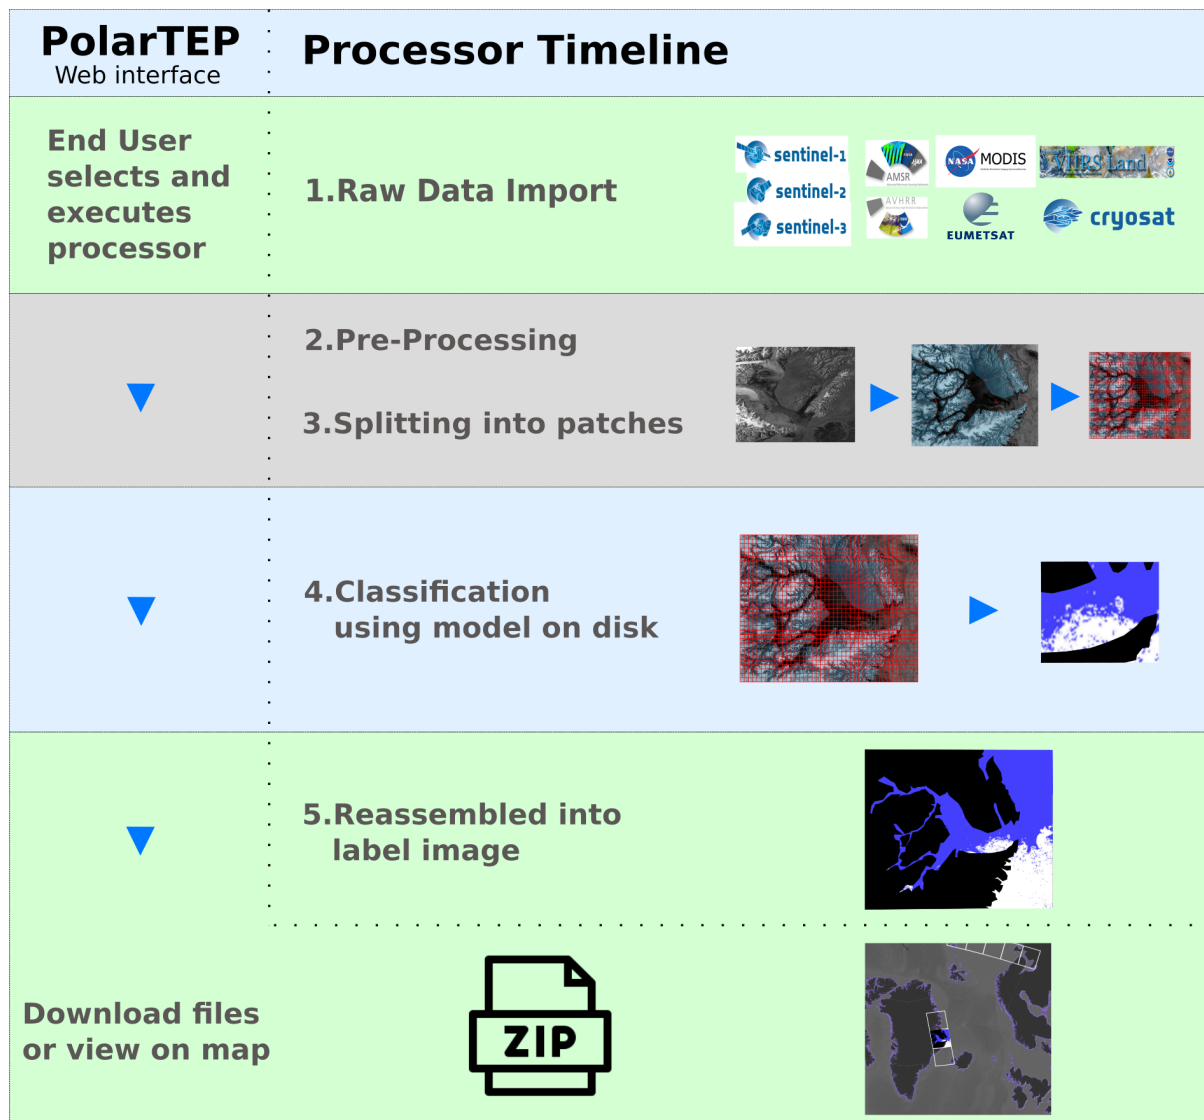 PolarTEP
Web interface
Processor Timeline
End User
selects and
executes
processor
1.Raw Data Import
sentinel-1
sentinel-2
sentinel-3
AMSR
AVHRR
NASA
MODIS
VHRS Land
EUMETSAT
cryosat
2.Pre-Processing
3.Splitting into patches
4.Classification
using model on disk
5.Reassembled into
label image
Download files
or view on map
ZIP